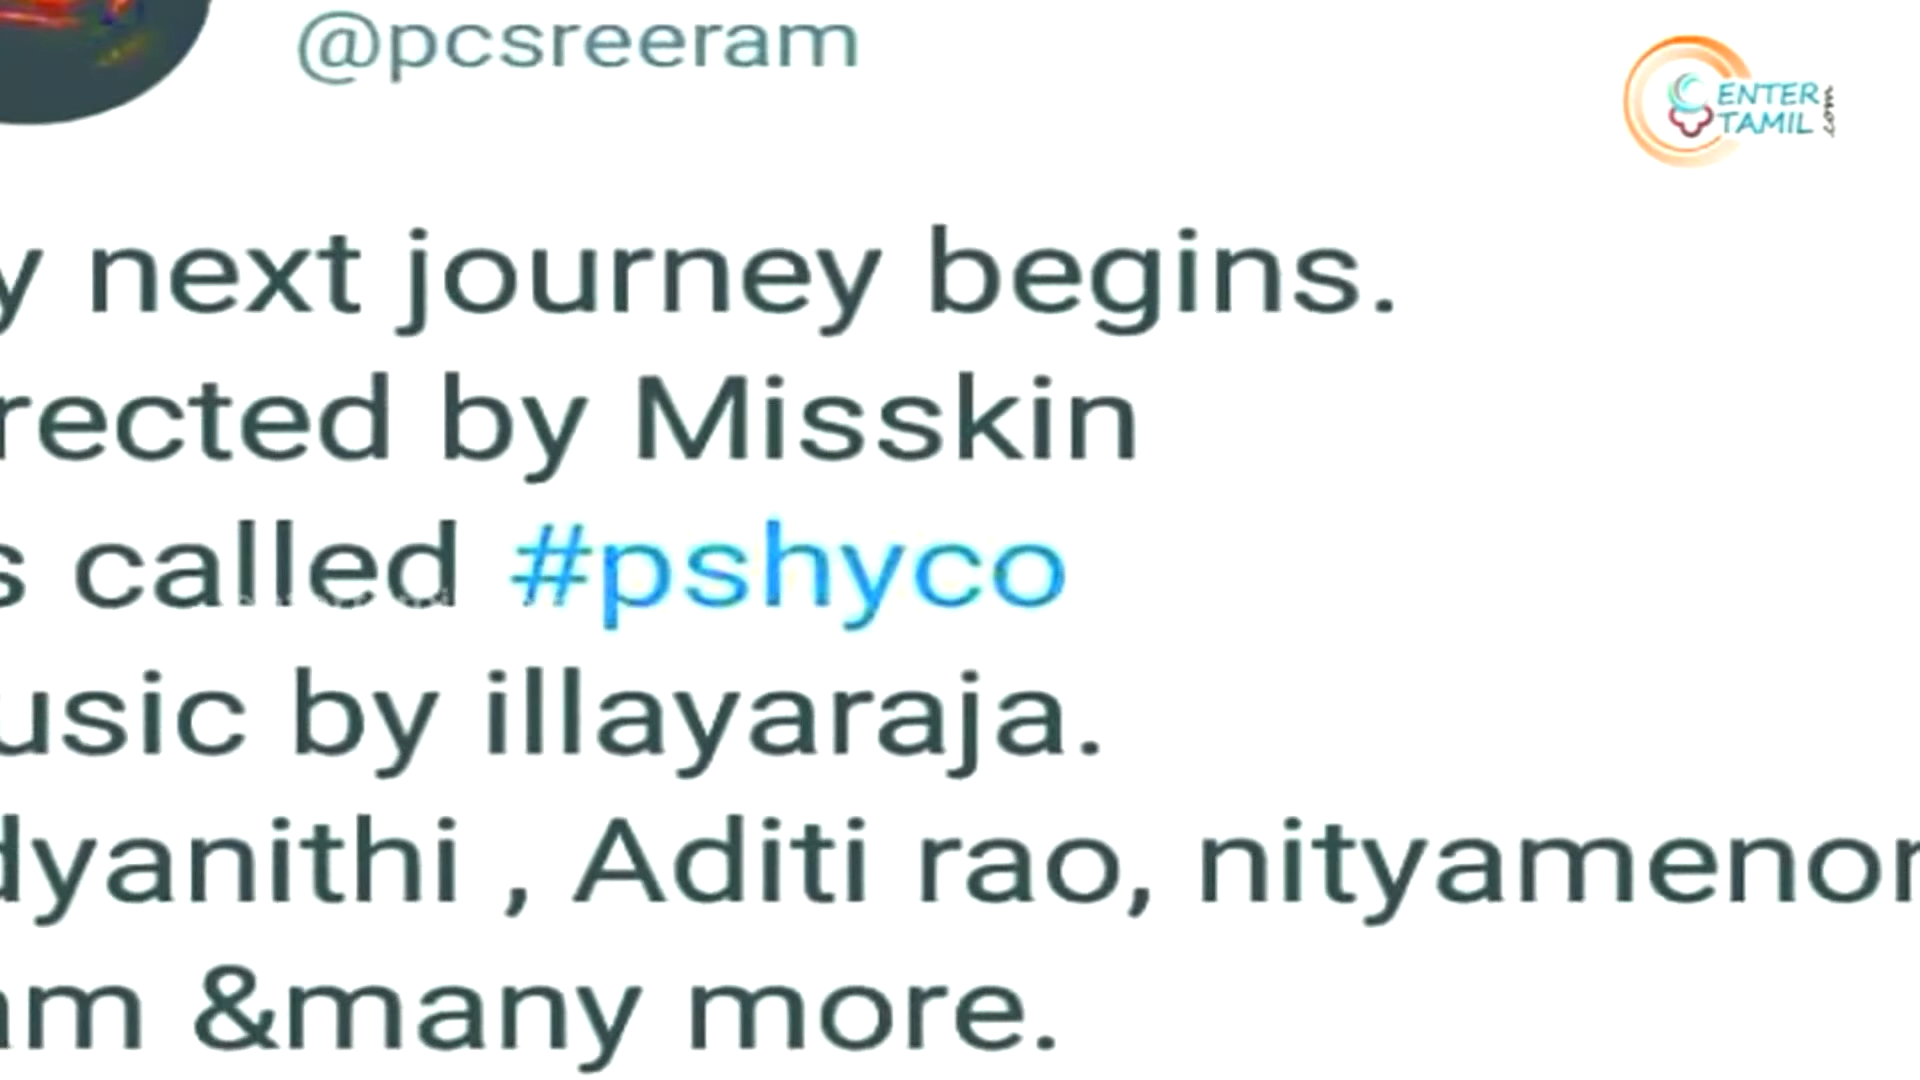 @pcsreeram
ENTER
TAMIL
.com
y next journey begins.
rected by Misskin
s called #pshyco
usic by illayaraja.
dyanithi , Aditi rao, nityamenon
am &many more.